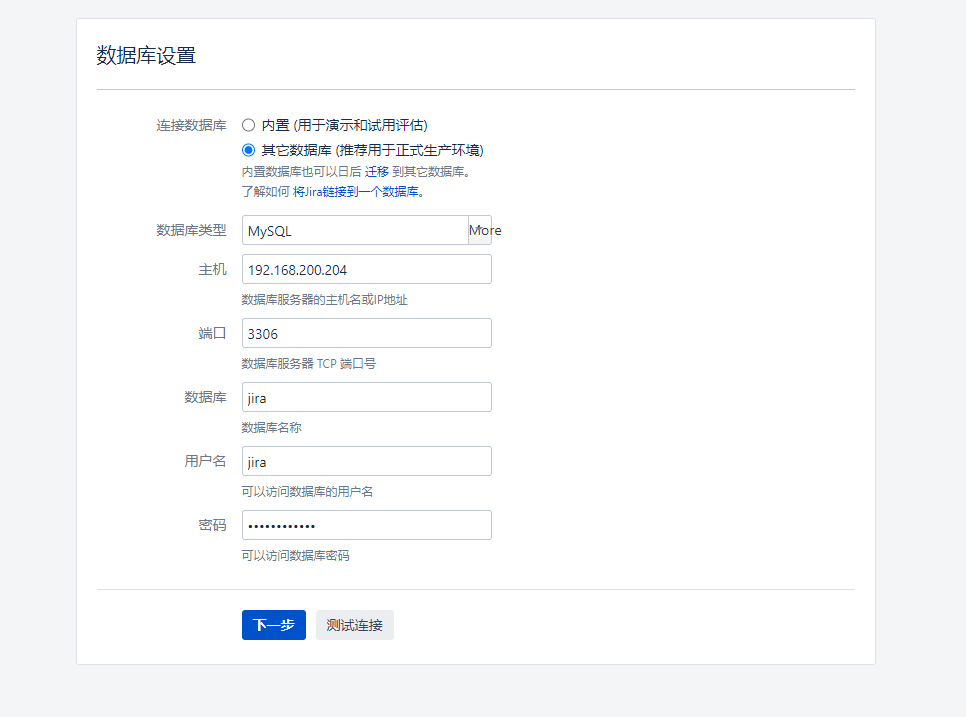 数据库设置
连接数据库 内置 (用于演示和试用评估)
其它数据库 (推荐用于正式生产环境)
内置数据库也可以日后 迁移 到其它数据库。
了解如何 将Jira链接到一个数据库。
数据库类型 MySQL More
主机 192.168.200.204
数据库服务器的主机名或IP地址
端口 3306
数据库服务器 TCP 端口号
数据库 jira
数据库名称
用户名 jira
可以访问数据库的用户名
密码 ••••••••••••
可以访问数据库密码
下一步 测试连接